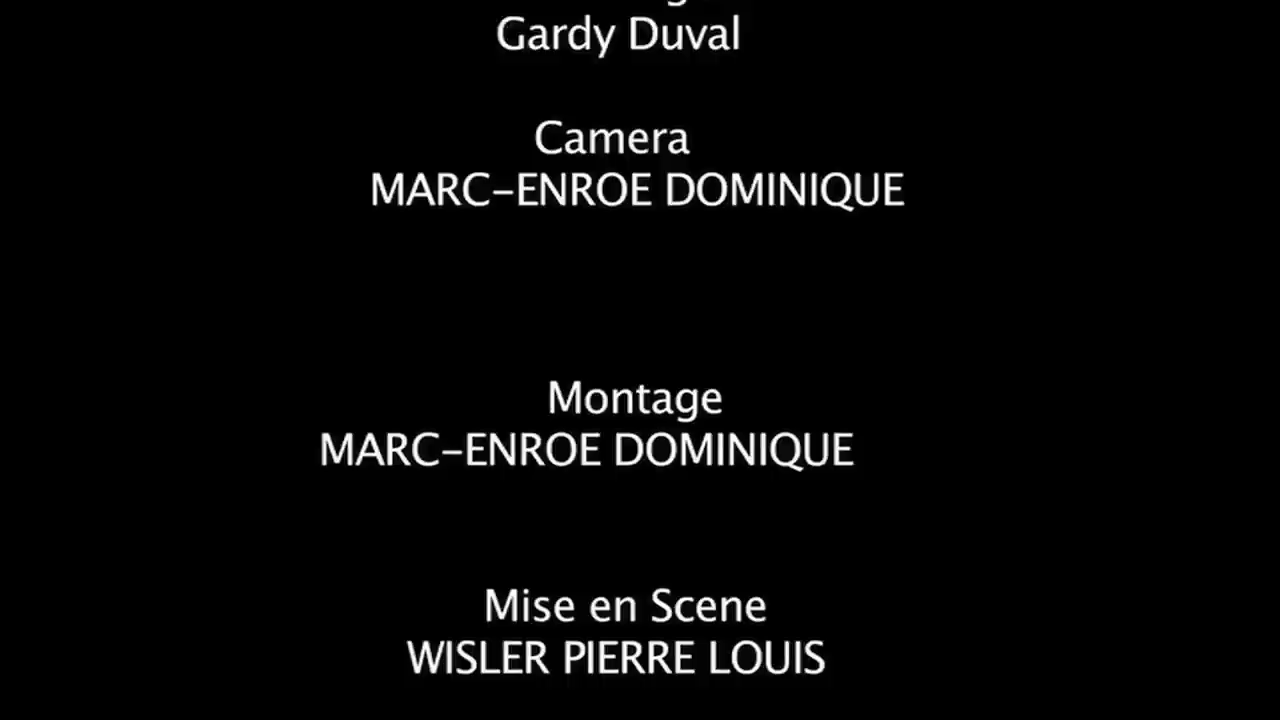 Gardy Duval
Camera
MARC-ENROE DOMINIQUE
Montage
MARC-ENROE DOMINIQUE
Mise en Scene
WISLER PIERRE LOUIS